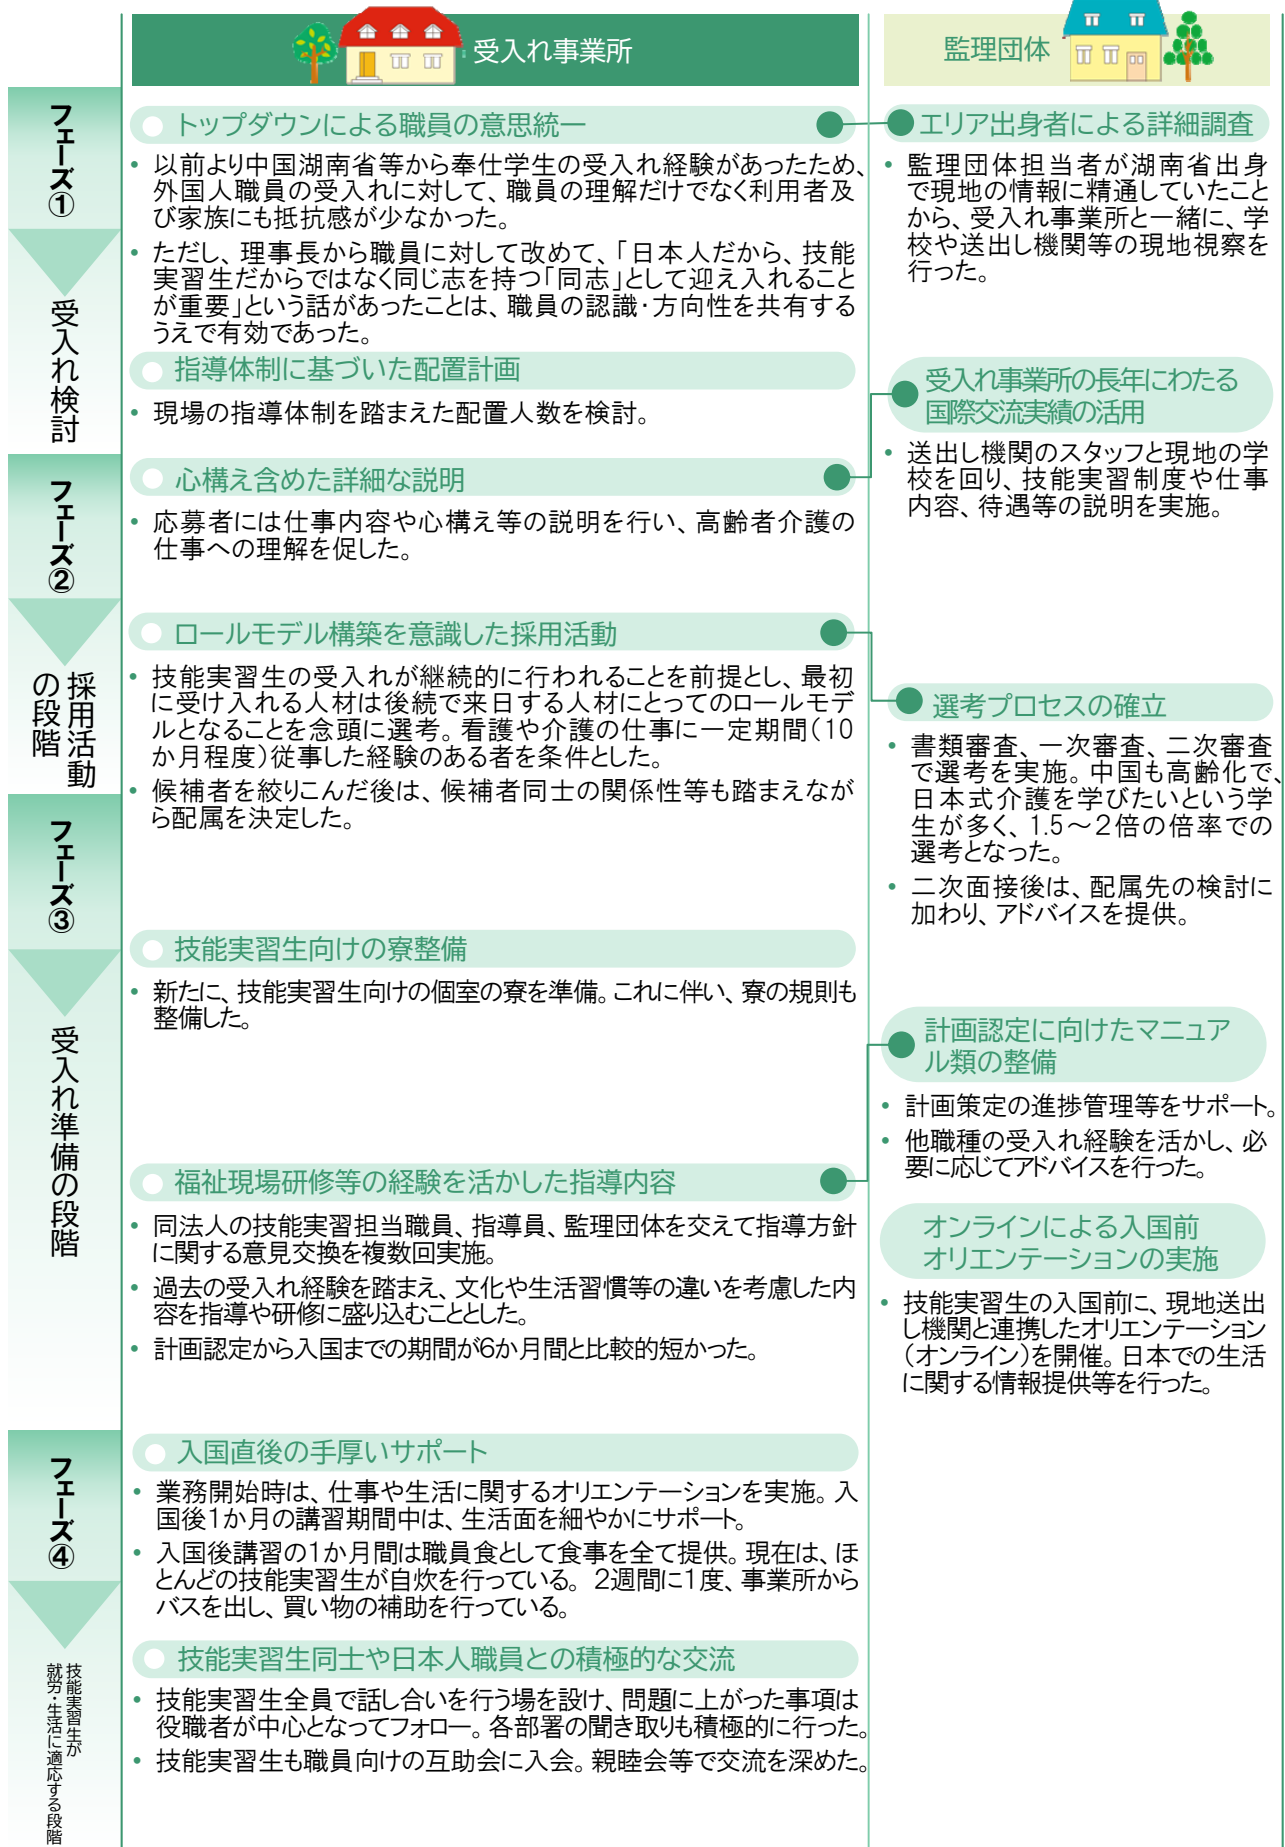 受入れ事業所
監理団体
フェーズ①
受入れ検討
トップダウンによる職員の意思統一
• 以前より中国湖南省等から奉仕学生の受入れ経験があったため、
外国人職員の受入れに対して、職員の理解だけでなく利用者及
び家族にも抵抗感が少なかった。
• ただし、理事長から職員に対して改めて、「日本人だから、技能
実習生だからではなく同じ志を持つ「同志」として迎え入れること
が重要」という話があったことは、職員の認識・方向性を共有する
うえで有効であった。
指導体制に基づいた配置計画
• 現場の指導体制を踏まえた配置人数を検討。
エリア出身者による詳細調査
• 監理団体担当者が湖南省出身
で現地の情報に精通していたこと
から、受入れ事業所と一緒に、学
校や送出し機関等の現地視察を
行った。
フェーズ②
採用活動
の段階
心構え含めた詳細な説明
• 応募者には仕事内容や心構え等の説明を行い、高齢者介護の
仕事への理解を促した。
ロールモデル構築を意識した採用活動
• 技能実習生の受入れが継続的に行われることを前提とし、最初
に受け入れる人材は後続で来日する人材にとってのロールモデ
ルとなることを念頭に選考。看護や介護の仕事に一定期間（10
か月程度）従事した経験のある者を条件とした。
• 候補者を絞りこんだ後は、候補者同士の関係性等も踏まえなが
ら配属を決定した。
受入れ事業所の長年にわたる
国際交流実績の活用
• 送出し機関のスタッフと現地の学
校を回り、技能実習制度や仕事
内容、待遇等の説明を実施。
選考プロセスの確立
• 書類審査、一次審査、二次審査
で選考を実施。中国も高齢化で、
日本式介護を学びたいという学
生が多く、1.5～2倍の倍率での
選考となった。
• 二次面接後は、配属先の検討に
加わり、アドバイスを提供。
フェーズ③
受入れ準備の段階
技能実習生向けの寮整備
• 新たに、技能実習生向けの個室の寮を準備。これに伴い、寮の規則も
整備した。
福祉現場研修等の経験を活かした指導内容
• 同法人の技能実習担当職員、指導員、監理団体を交えて指導方針
に関する意見交換を複数回実施。
• 過去の受入れ経験を踏まえ、文化や生活習慣等の違いを考慮した内
容を指導や研修に盛り込むこととした。
• 計画認定から入国までの期間が6か月間と比較的短かった。
計画認定に向けたマニュア
ル類の整備
• 計画策定の進捗管理等をサポート。
• 他職種の受入れ経験を活かし、必
要に応じてアドバイスを行った。
オンラインによる入国前
オリエンテーションの実施
• 技能実習生の入国前に、現地送出
し機関と連携したオリエンテーション
（オンライン）を開催。日本での生活
に関する情報提供等を行った。
フェーズ④
技能実習生が
就労・生活に適応する段階
入国直後の手厚いサポート
• 業務開始時は、仕事や生活に関するオリエンテーションを実施。入
国後1か月の講習期間中は、生活面を細やかにサポート。
• 入国後講習の1か月間は職員食として食事を全て提供。現在は、ほ
とんどの技能実習生が自炊を行っている。 2週間に1度、事業所から
バスを出し、買い物の補助を行っている。
技能実習生同士や日本人職員との積極的な交流
• 技能実習生全員で話し合いを行う場を設け、問題に上がった事項は
役職者が中心となってフォロー。各部署の聞き取りも積極的に行った。
• 技能実習生も職員向けの互助会に入会。親睦会等で交流を深めた。